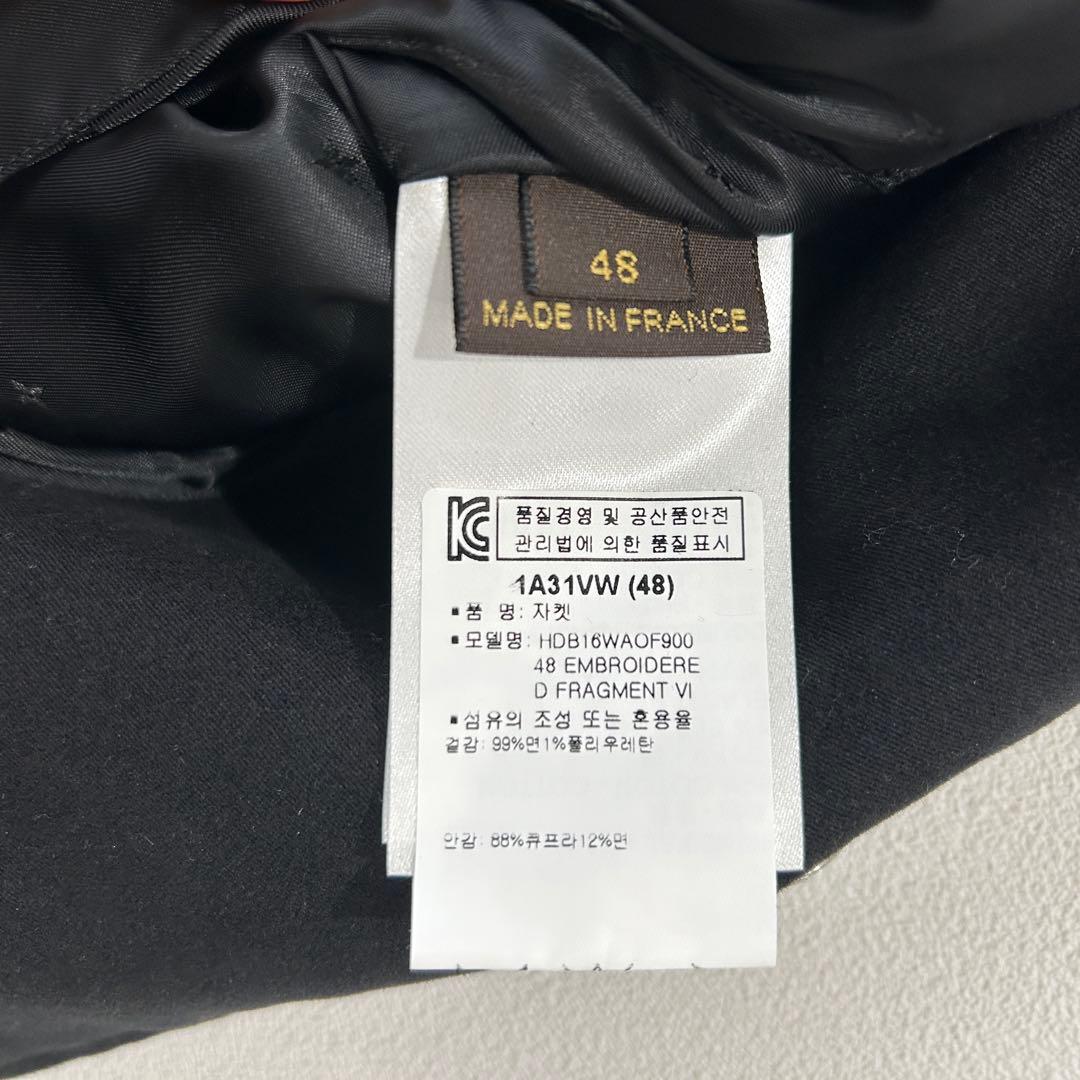 48
MADE IN FRANCE
KC
품질경영 및 공산품안전
관리법에 의한 품질표시
1A31VW (48)
▪품 명: 자켓
▪모델명: HDB16WAOF900
48 EMBROIDERE
D FRAGMENT VI
▪섬유의 조성 또는 혼용율
겉감: 99%면1%폴리우레탄
안감: 88%큐프라12%면